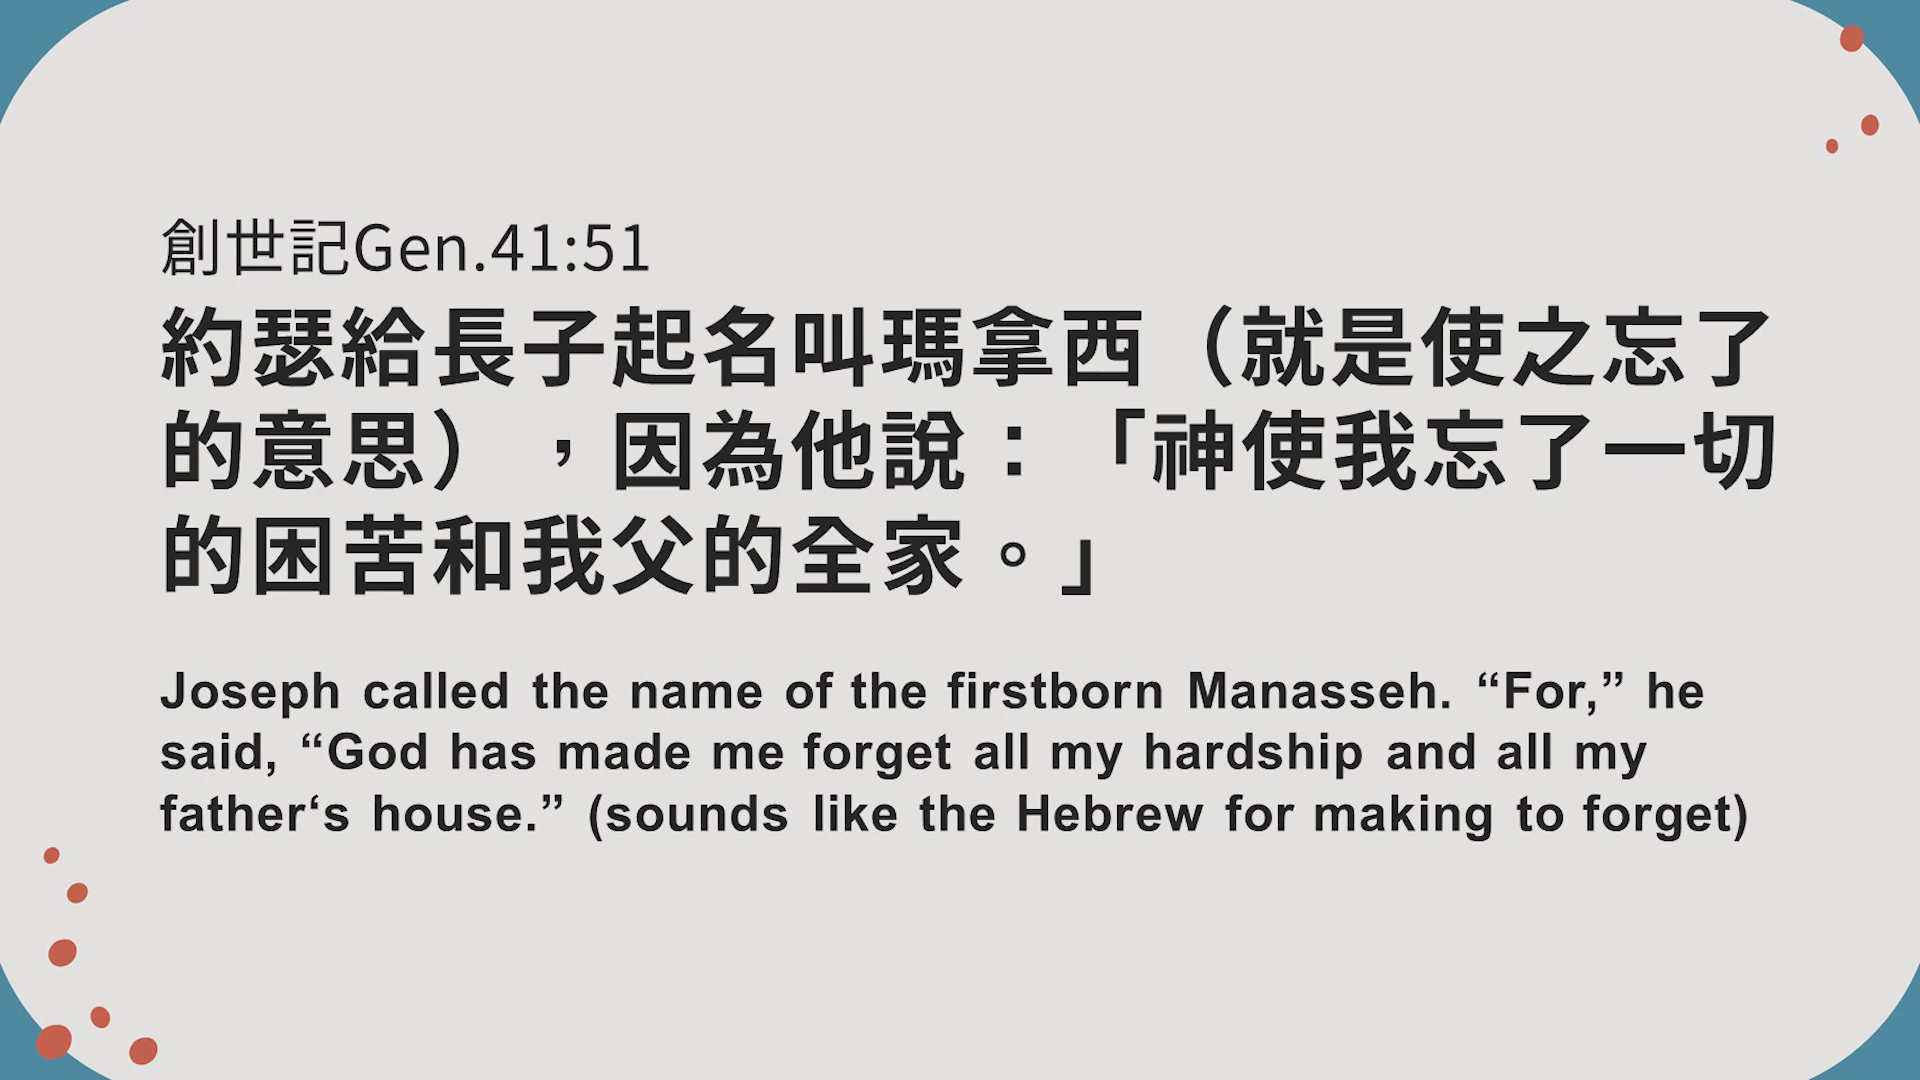 創世記Gen.41:51
約瑟給長子起名叫瑪拿西（就是使之忘了
的意思），因為他說：「神使我忘了一切
的困苦和我父的全家。」
Joseph called the name of the firstborn Manasseh. “For,” he
said, “God has made me forget all my hardship and all my
father‘s house.” (sounds like the Hebrew for making to forget)